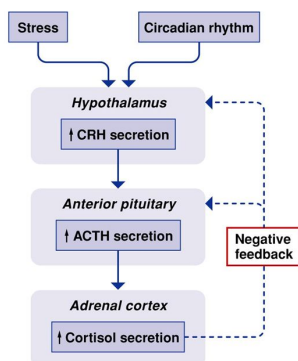 Stress
Circadian rhythm
Hypothalamus
↑ CRH secretion
Anterior pituitary
↑ ACTH secretion
Negative
feedback
Adrenal cortex
↑ Cortisol secretion